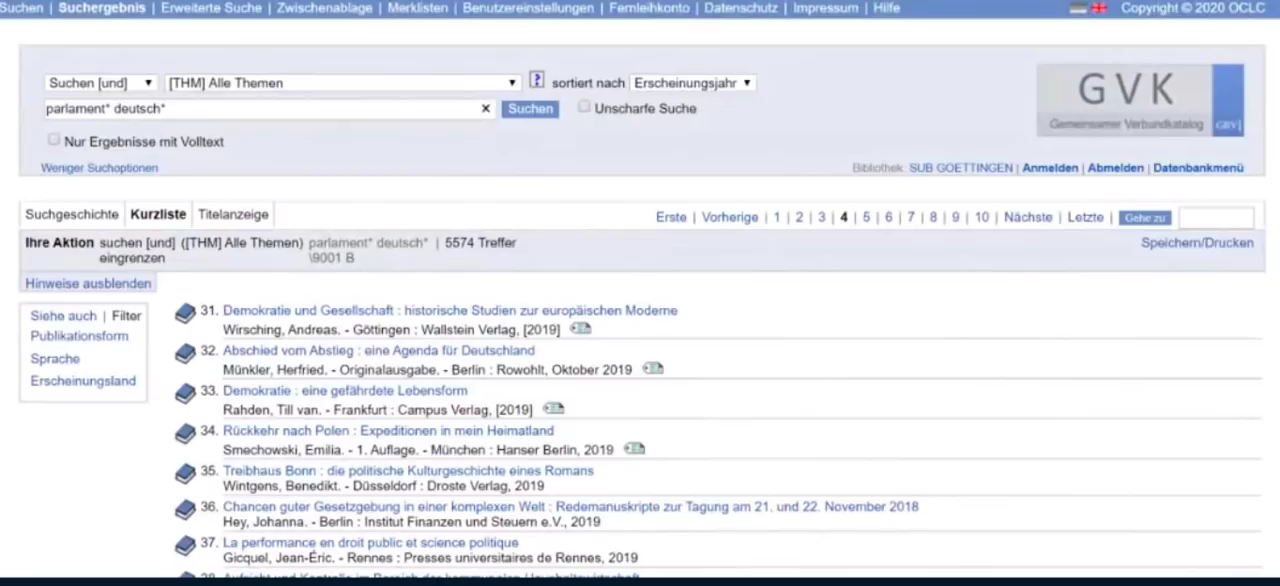 Suchen | Suchergebnis | Erweiterte Suche | Zwischenablage | Merklisten | Benutzereinstellungen | Fernleihkonto | Datenschutz | Impressum | Hilfe Copyright © 2020 OCLC
Suchen [und] [THM] Alle Themen ? sortiert nach Erscheinungsjahr
parlament* deutsch* × Suchen Unscharfe Suche
Nur Ergebnisse mit Volltext
Weniger Suchoptionen
GVK
Gemeinsamer Verbundkatalog GBV
Bibliothek: SUB GOETTINGEN | Anmelden | Abmelden | Datenbankmenü
Suchgeschichte Kurzliste Titelanzeige Erste | Vorherige | 1 | 2 | 3 | 4 | 5 | 6 | 7 | 8 | 9 | 10 | Nächste | Letzte | Gehe zu
Ihre Aktion suchen [und] ([THM] Alle Themen) parlament* deutsch* | 5574 Treffer Speichern/Drucken
eingrenzen \9001 B
Hinweise ausblenden
Siehe auch | Filter
Publikationsform
Sprache
Erscheinungsland
31. Demokratie und Gesellschaft : historische Studien zur europäischen Moderne
Wirsching, Andreas. - Göttingen : Wallstein Verlag, [2019]
32. Abschied vom Abstieg : eine Agenda für Deutschland
Münkler, Herfried. - Originalausgabe. - Berlin : Rowohlt, Oktober 2019
33. Demokratie : eine gefährdete Lebensform
Rahden, Till van. - Frankfurt : Campus Verlag, [2019]
34. Rückkehr nach Polen : Expeditionen in mein Heimatland
Smechowski, Emilia. - 1. Auflage. - München : Hanser Berlin, 2019
35. Treibhaus Bonn : die politische Kulturgeschichte eines Romans
Wintgens, Benedikt. - Düsseldorf : Droste Verlag, 2019
36. Chancen guter Gesetzgebung in einer komplexen Welt : Redemanuskripte zur Tagung am 21. und 22. November 2018
Hey, Johanna. - Berlin : Institut Finanzen und Steuern e.V., 2019
37. La performance en droit public et science politique
Gicquel, Jean-Éric. - Rennes : Presses universitaires de Rennes, 2019
38. Aufsicht und Kontrolle im Bereich der kommunalen Haushaltswirtschaft